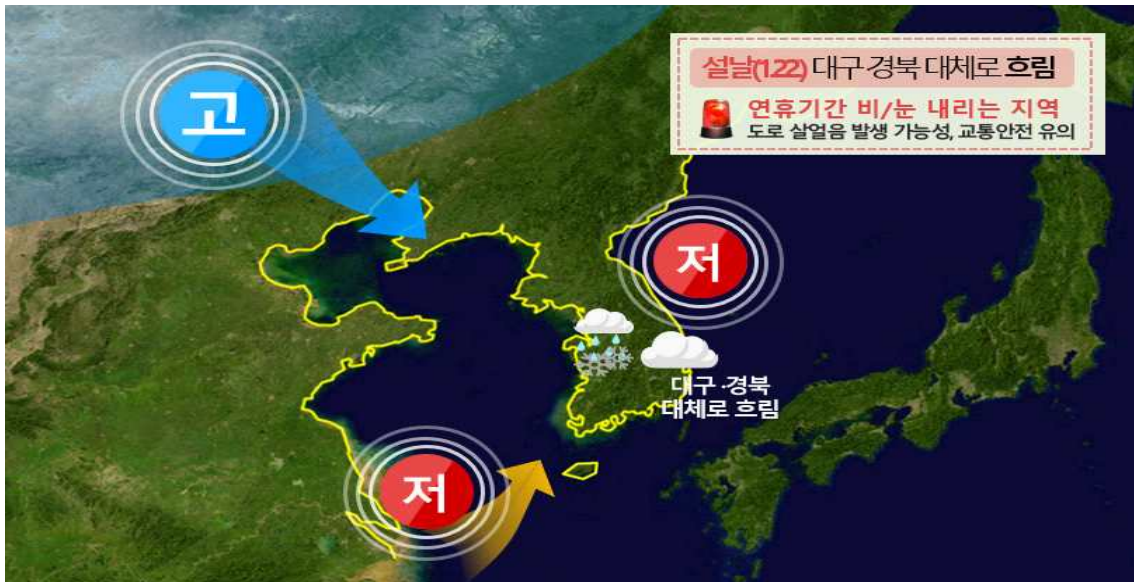 설날(1.22) 대구·경북 대체로 흐림
연휴기간 비/눈 내리는 지역
도로 살얼음 발생 가능성, 교통안전 유의
고
저
대구·경북
대체로 흐림
저